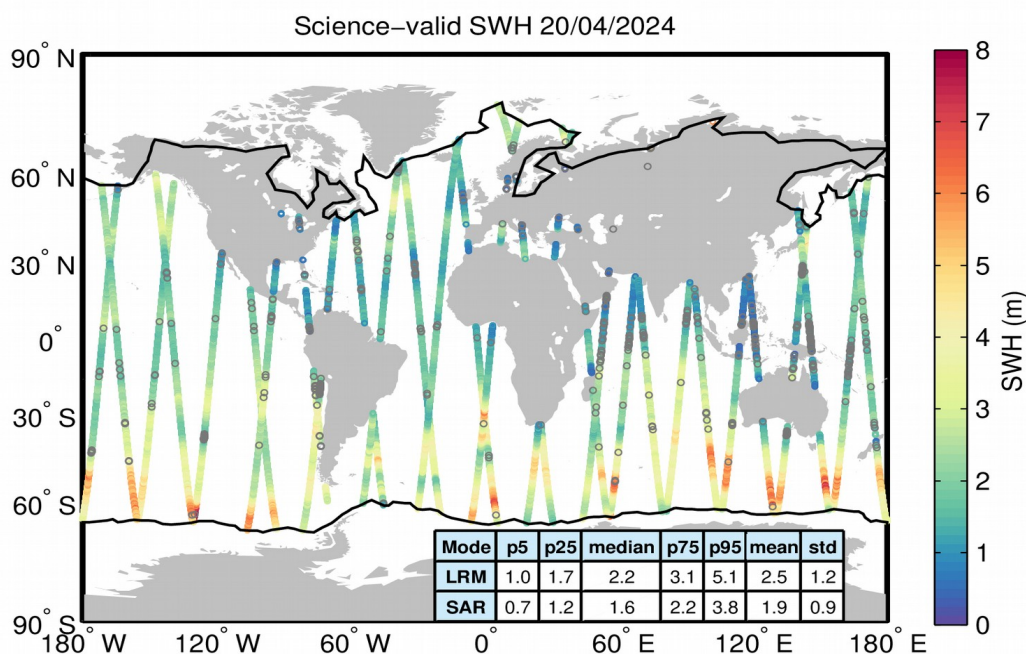 Science−valid SWH 20/04/2024
90° N
60° N
30° N
0°
30° S
60° S
90° S
180° W
120° W
60° W
0°
60° E
120° E
180° E
8
7
6
5
4
3
2
1
0
SWH (m)
Mode p5 p25 median p75 p95 mean std
LRM 1.0 1.7 2.2 3.1 5.1 2.5 1.2
SAR 0.7 1.2 1.6 2.2 3.8 1.9 0.9